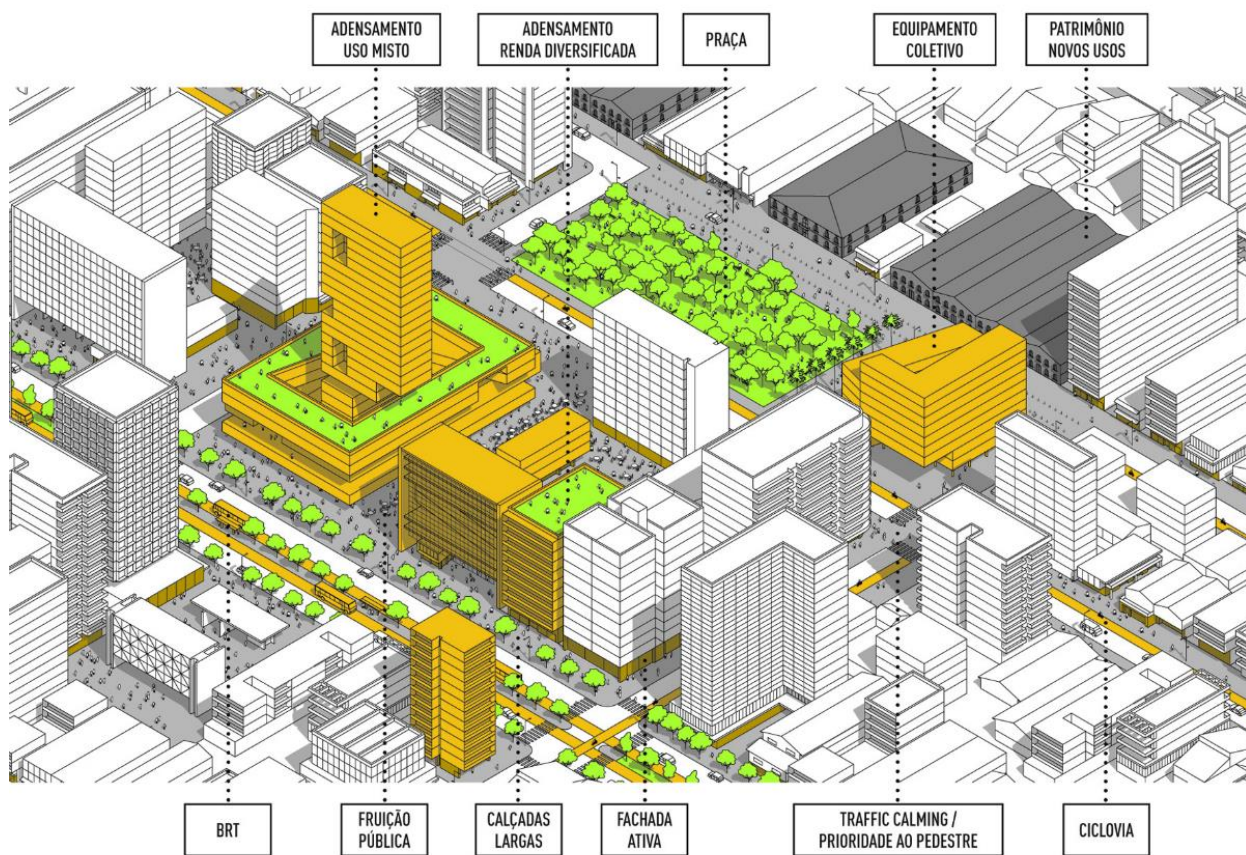 ADENSAMENTO
USO MISTO
ADENSAMENTO
RENDA DIVERSIFICADA
PRAÇA
EQUIPAMENTO
COLETIVO
PATRIMÔNIO
NOVOS USOS
BRT
FRUIÇÃO
PÚBLICA
CALÇADAS
LARGAS
FACHADA
ATIVA
TRAFFIC CALMING /
PRIORIDADE AO PEDESTRE
CICLOVIA